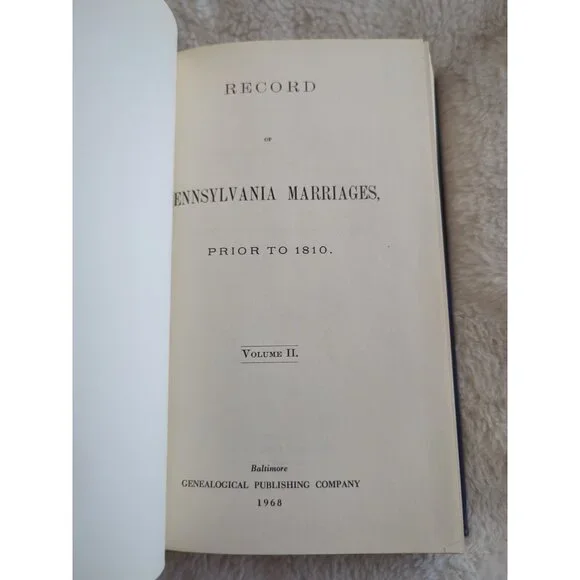 RECORD
OF
ENNSYLVANIA MARRIAGES,
PRIOR TO 1810.
VOLUME II.
Baltimore
GENEALOGICAL PUBLISHING COMPANY
1968